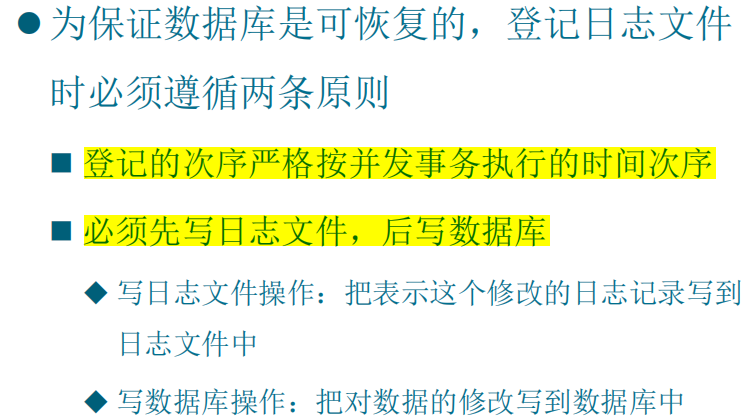 ●为保证数据库是可恢复的，登记日志文件
时必须遵循两条原则
■ 登记的次序严格按并发事务执行的时间次序
■ 必须先写日志文件，后写数据库
◆ 写日志文件操作：把表示这个修改的日志记录写到
日志文件中
◆ 写数据库操作：把对数据的修改写到数据库中